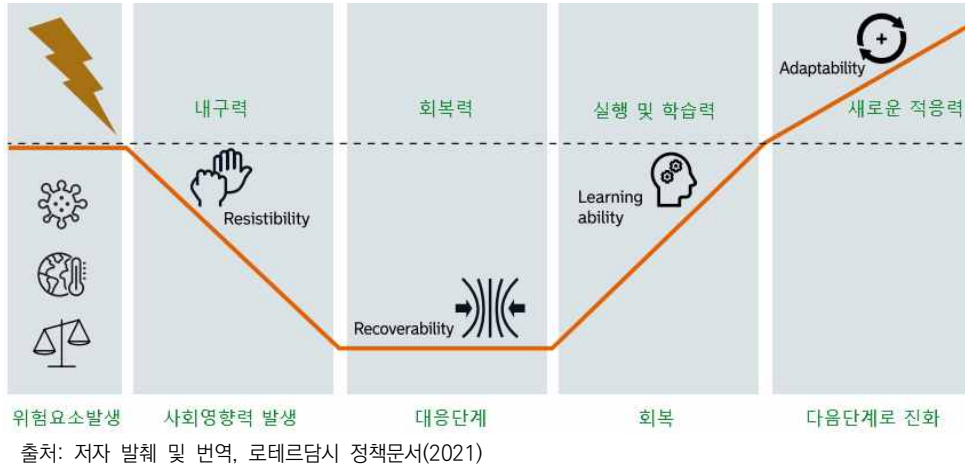 Adaptability
내구력
회복력
실행 및 학습력
새로운 적응력
Resistibility
Learning
ability
Recoverability
위험요소발생
사회영향력 발생
대응단계
회복
다음단계로 진화
출처: 저자 발췌 및 번역, 로테르담시 정책문서(2021)